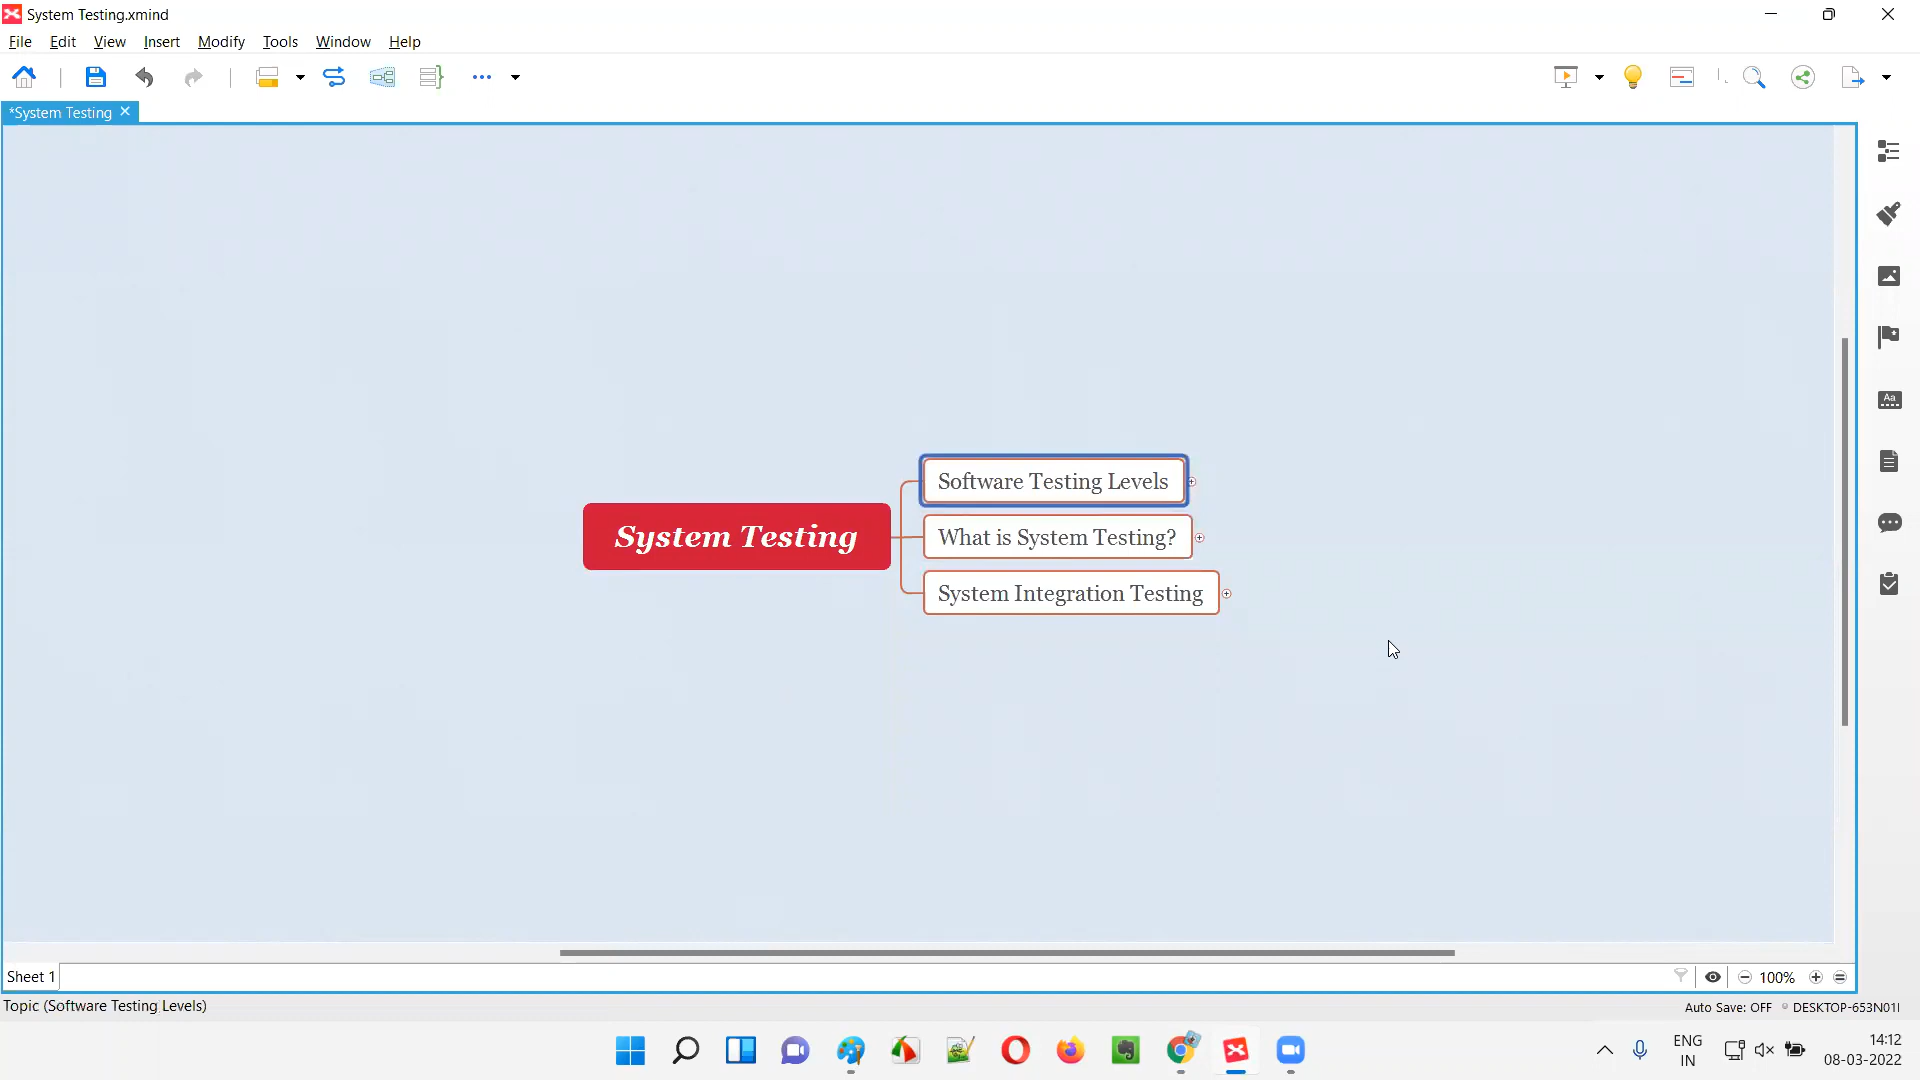 System Testing.xmind
File Edit View Insert Modify Tools Window Help
*System Testing
Software Testing Levels
System Testing
What is System Testing?
System Integration Testing
Aa
Sheet 1
100%
Topic (Software Testing Levels)
Auto Save: OFF
DESKTOP-653N01I
ENG
IN
14:12
08-03-2022